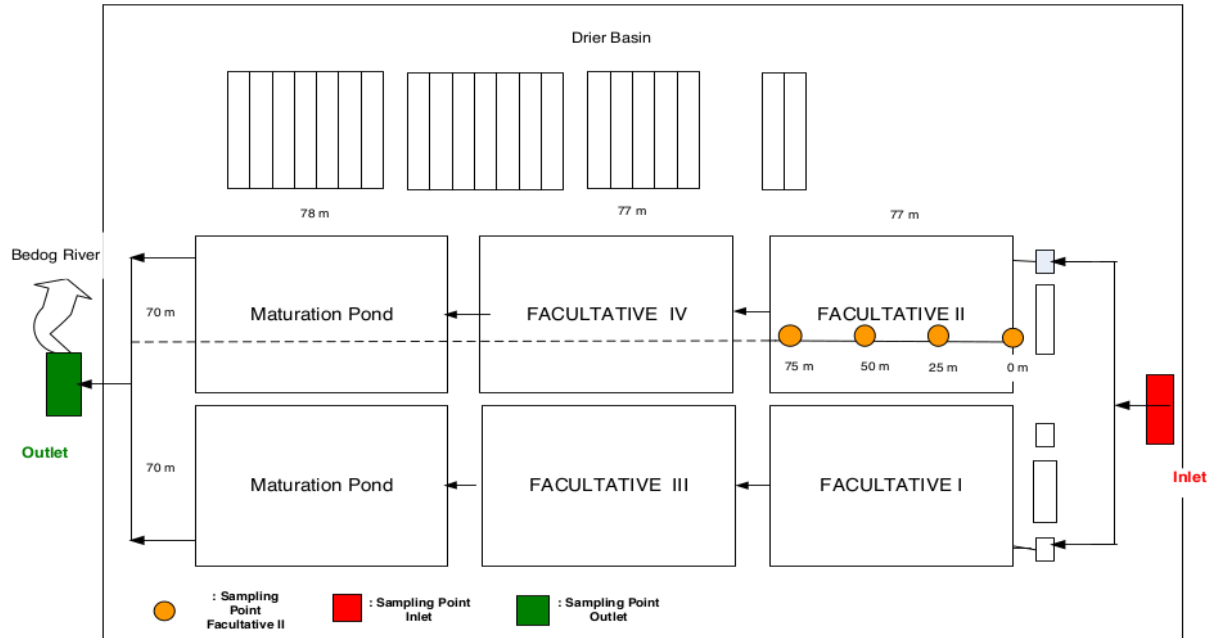 Drier Basin
78 m
77 m
77 m
Bedog River
70 m
Maturation Pond
FACULTATIVE IV
FACULTATIVE II
75 m
50 m
25 m
0 m
Outlet
70 m
Maturation Pond
FACULTATIVE III
FACULTATIVE I
Inlet
: Sampling
Point
Facultative II
: Sampling Point
Inlet
: Sampling Point
Outlet